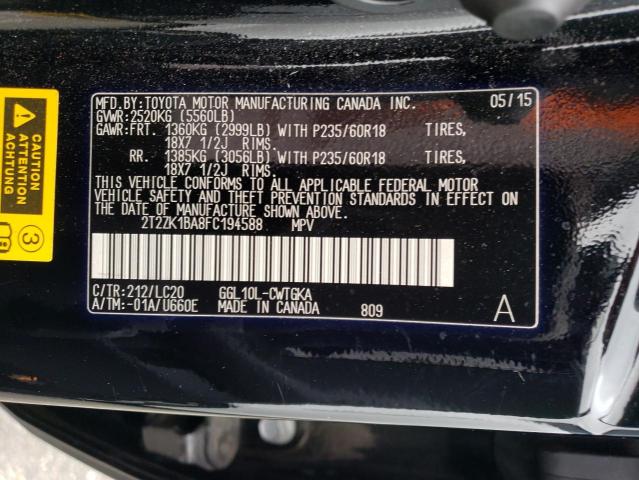 MFD.BY:TOYOTA MOTOR MANUFACTURING CANADA INC. 05/15
GVWR:2520KG (5560LB)
GAWR:FRT. 1360KG (2999LB) WITH P235/60R18 TIRES,
18X7 1/2J RIMS,
RR. 1385KG (3056LB) WITH P235/60R18 TIRES,
18X7 1/2J RIMS,
THIS VEHICLE CONFORMS TO ALL APPLICABLE FEDERAL MOTOR
VEHICLE SAFETY AND THEFT PREVENTION STANDARDS IN EFFECT ON
THE DATE OF MANUFACTURE SHOWN ABOVE.
2T2ZK1BA8FC194588 MPV
C/TR:212/LC20 GGL10L-CWTGKA
A/TM:-01A/U660E MADE IN CANADA 809 A
3